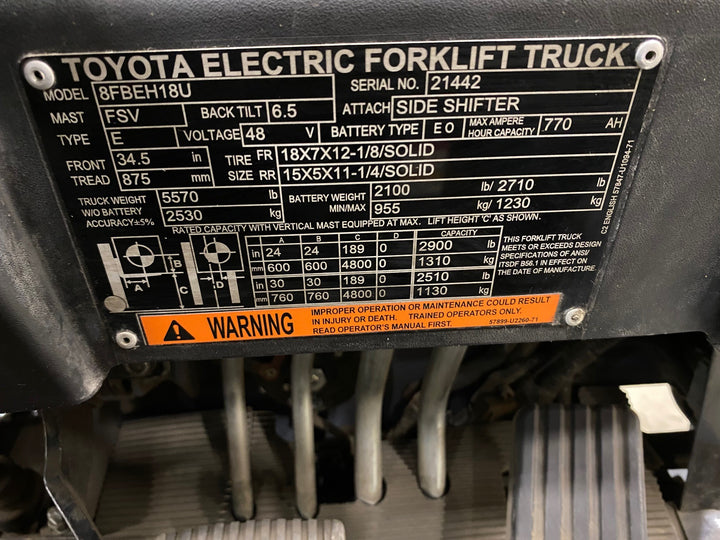 TOYOTA ELECTRIC FORKLIFT TRUCK
MODEL 8FBEH18U SERIAL NO. 21442
MAST FSV BACK TILT 6.5 ATTACH SIDE SHIFTER
TYPE E VOLTAGE 48 V BATTERY TYPE E O MAX AMPERE HOUR CAPACITY 770 AH
FRONT TREAD 34.5 in TIRE SIZE FR 18X7X12-1/8/SOLID
875 mm RR 15X5X11-1/4/SOLID
TRUCK WEIGHT W/O BATTERY ACCURACY±5% 5570 lb BATTERY WEIGHT MIN/MAX 2100 lb/ 2710
2530 kg 955 kg/ 1230 kg
RATED CAPACITY WITH VERTICAL MAST EQUIPPED AT MAX. LIFT HEIGHT 'C' AS SHOWN.
A B C D CAPACITY
in 24 24 189 0 2900 lb
mm 600 600 4800 0 1310 kg
in 30 30 189 0 2510 lb
mm 760 760 4800 0 1130 kg
A B C D
THIS FORKLIFT TRUCK
MEETS OR EXCEEDS DESIGN
SPECIFICATIONS OF ANSI/
ITSDF B56.1 IN EFFECT ON
THE DATE OF MANUFACTURE.
C2 ENGLISH 57847-U1094-71
WARNING
IMPROPER OPERATION OR MAINTENANCE COULD RESULT
IN INJURY OR DEATH. TRAINED OPERATORS ONLY.
READ OPERATOR'S MANUAL FIRST. 57899-U2260-71